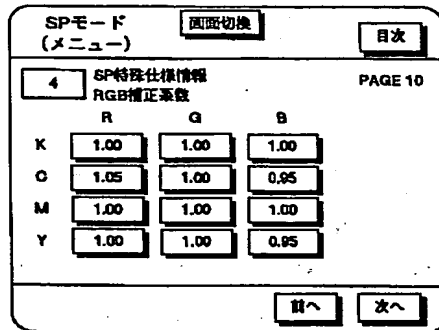 SPモード 画面切換
(メニュー) 目次
4 SP特殊仕様情報 PAGE 10
RGB補正系数
R G B
K 1.00 1.00 1.00
C 1.05 1.00 0.95
M 1.00 1.00 1.00
Y 1.00 1.00 0.95
前へ 次へ